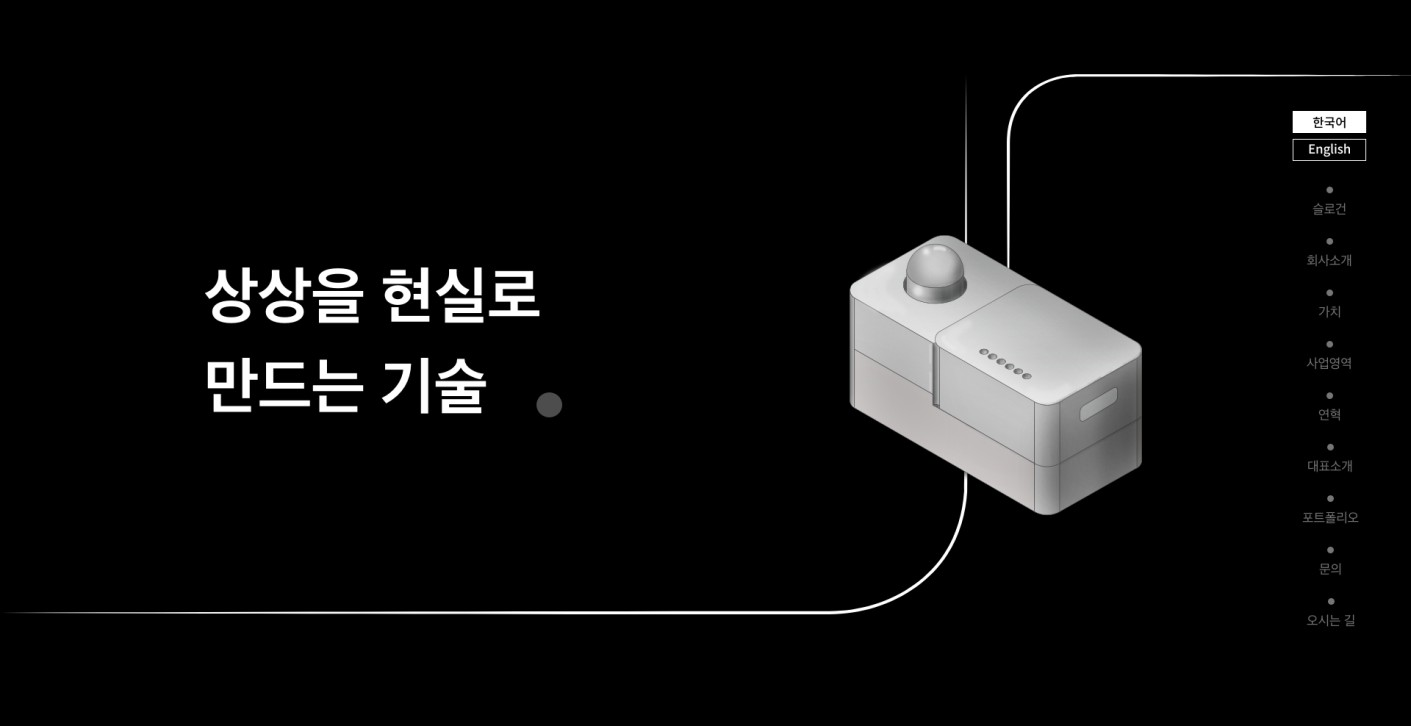 상상을 현실로
만드는 기술
한국어
English
슬로건
회사소개
가치
사업영역
연혁
대표소개
포트폴리오
문의
오시는 길